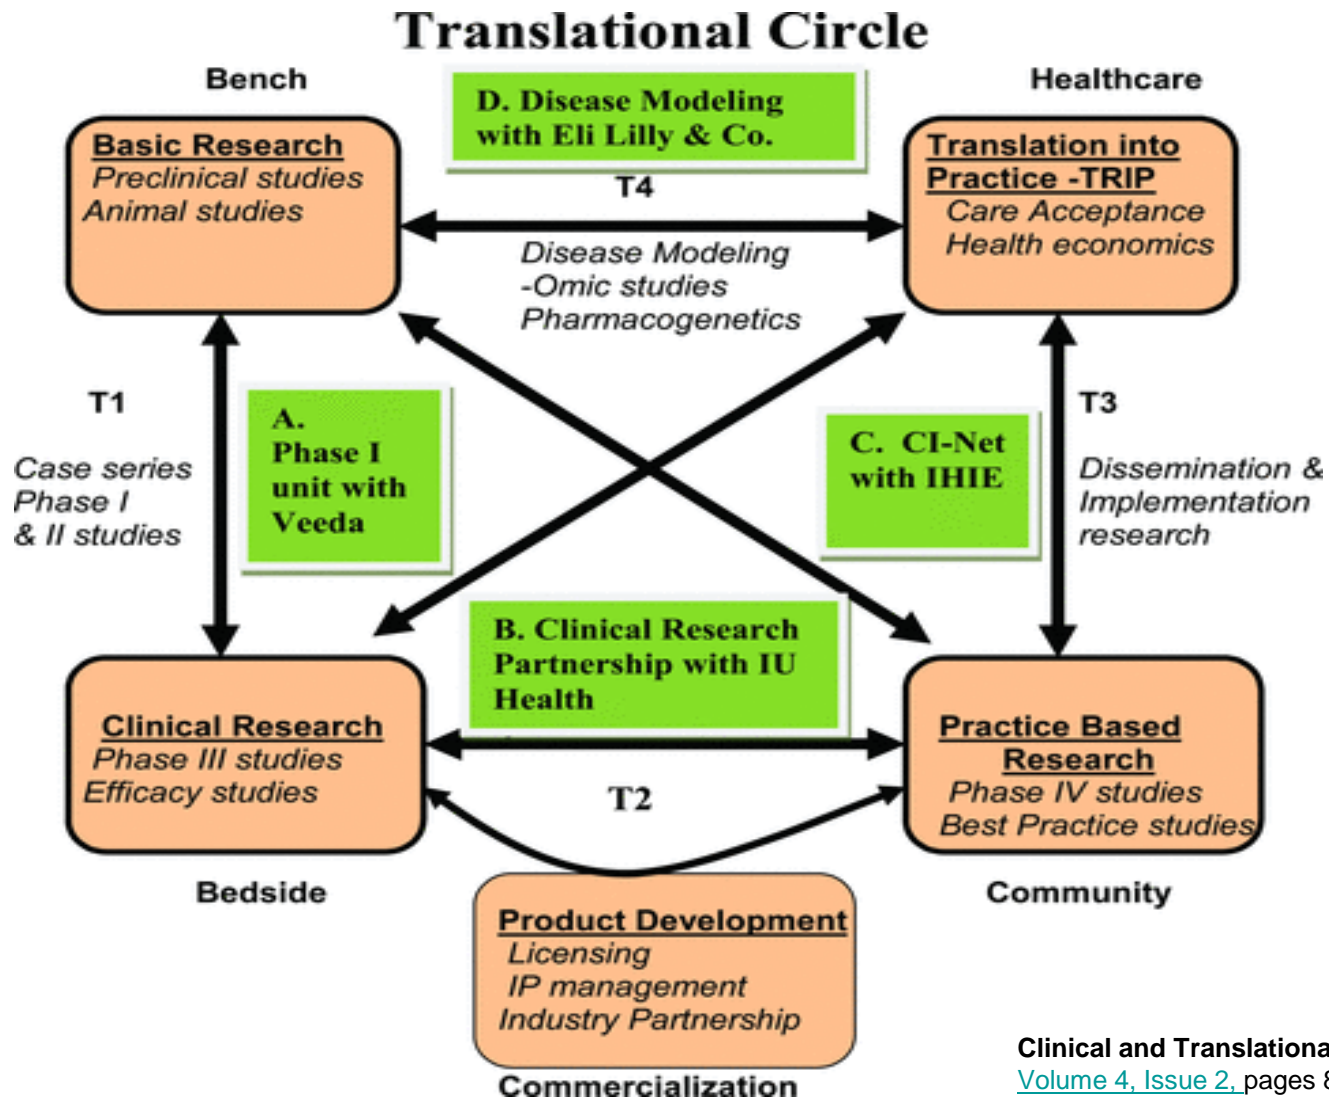 Translational Circle
Bench
Healthcare
D. Disease Modeling
with Eli Lilly & Co.
Basic Research
Preclinical studies
Animal studies
Translation into
Practice -TRIP
Care Acceptance
Health economics
T4
Disease Modeling
-Omic studies
Pharmacogenetics
T1
Case series
Phase I
& II studies
A.
Phase I
unit with
Veeda
C. CI-Net
with IHIE
T3
Dissemination &
Implementation
research
B. Clinical Research
Partnership with IU
Health
Clinical Research
Phase III studies
Efficacy studies
T2
Practice Based
Research
Phase IV studies
Best Practice studies
Bedside
Community
Product Development
Licensing
IP management
Industry Partnership
Commercialization
Clinical and Translationa
Volume 4, Issue 2, pages 8